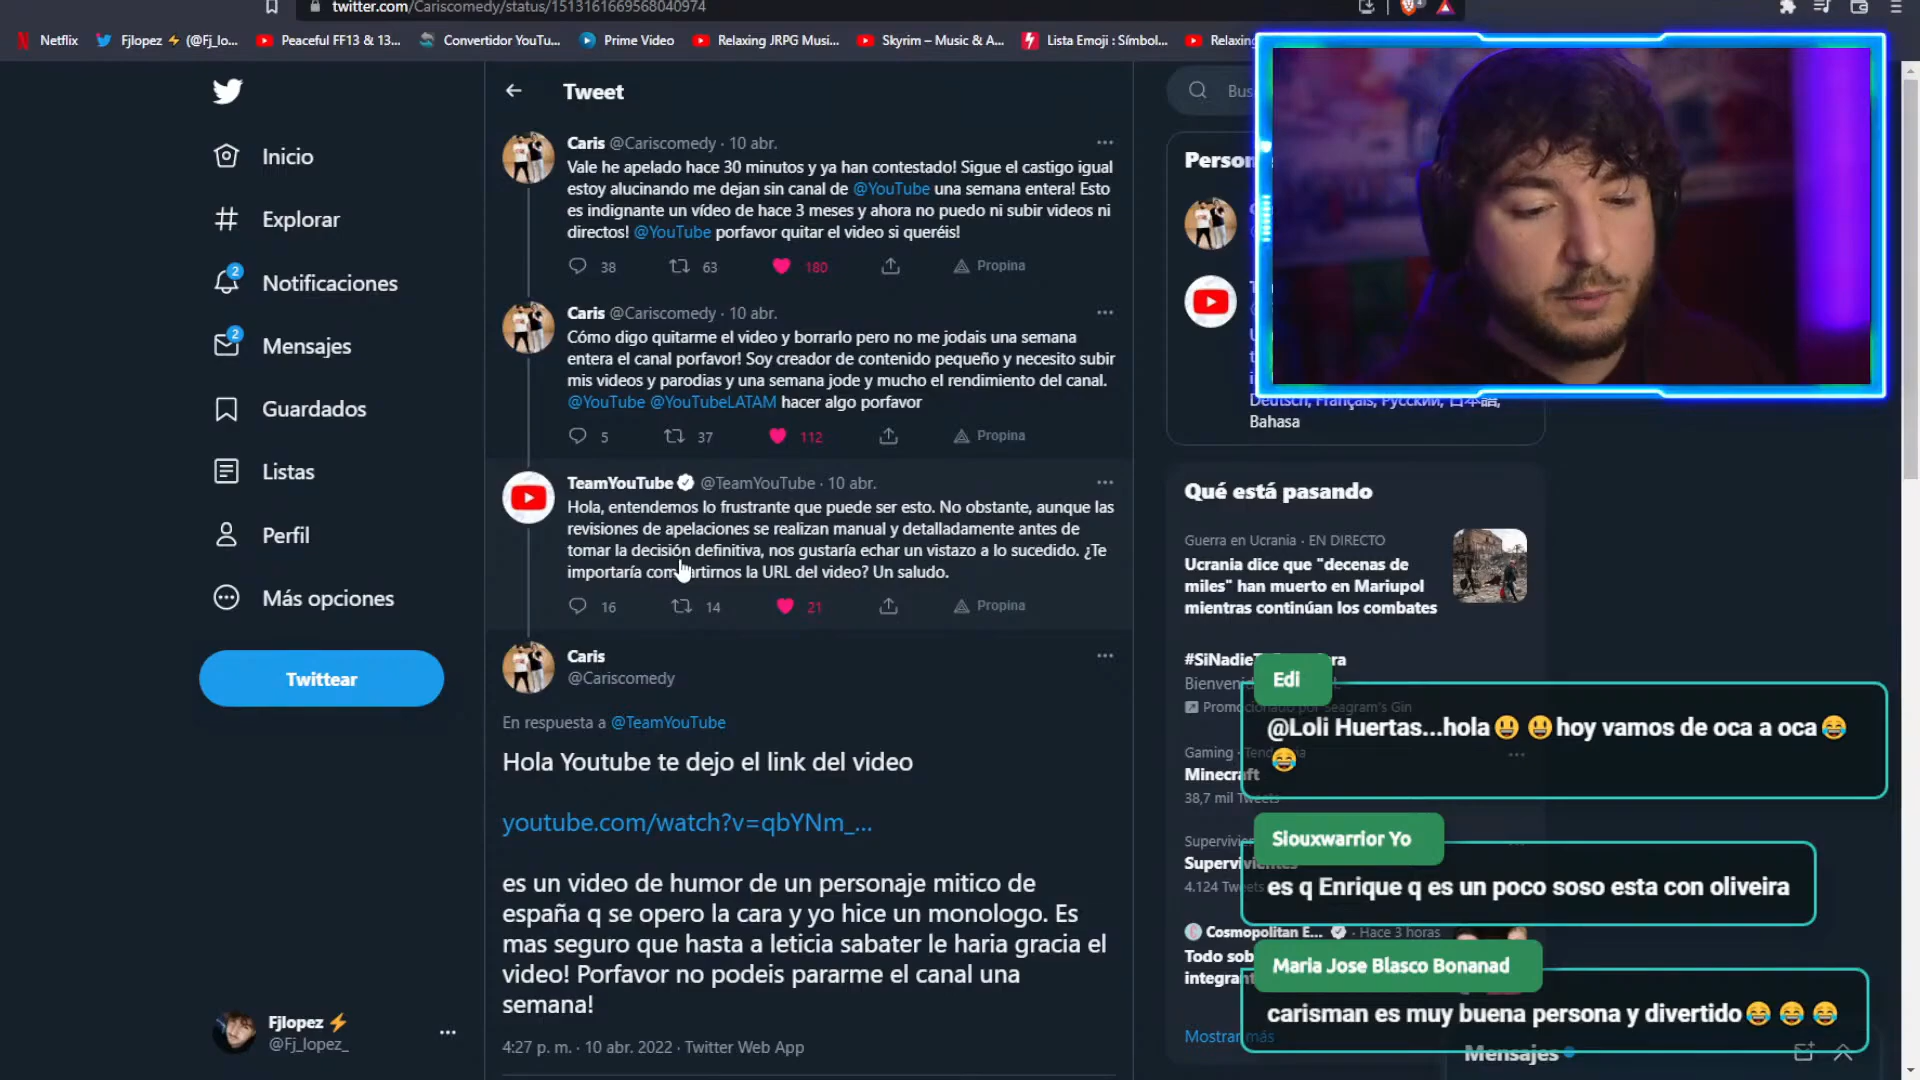 twitter.com/Cariscomedy/status/1513161669568040974
Netflix
Fjlopez⚡(@Fj_lo...
Peaceful FF13 & 13...
Convertidor YouTu...
Prime Video
Relaxing JRPG Musi...
Skyrim – Music & A...
Lista Emoji : Símbol...
Relaxing
Inicio
Explorar
2
Notificaciones
2
Mensajes
Guardados
Listas
Perfil
Más opciones
Twittear
Fjlopez⚡
@Fj_lopez_
Tweet
Caris @Cariscomedy · 10 abr.
Vale he apelado hace 30 minutos y ya han contestado! Sigue el castigo igual
estoy alucinando me dejan sin canal de @YouTube una semana entera! Esto
es indignante un vídeo de hace 3 meses y ahora no puedo ni subir videos ni
directos! @YouTube porfavor quitar el video si queréis!
38 63 180 Propina
Caris @Cariscomedy · 10 abr.
Cómo digo quitarme el video y borrarlo pero no me jodais una semana
entera el canal porfavor! Soy creador de contenido pequeño y necesito subir
mis videos y parodias y una semana jode y mucho el rendimiento del canal.
@YouTube @YouTubeLATAM hacer algo porfavor
5 37 112 Propina
TeamYouTube @TeamYouTube · 10 abr.
Hola, entendemos lo frustrante que puede ser esto. No obstante, aunque las
revisiones de apelaciones se realizan manual y detalladamente antes de
tomar la decisión definitiva, nos gustaría echar un vistazo a lo sucedido. ¿Te
importaría compartirnos la URL del video? Un saludo.
16 14 21 Propina
Caris
@Cariscomedy
En respuesta a @TeamYouTube
Hola Youtube te dejo el link del video
youtube.com/watch?v=qbYNm_...
es un video de humor de un personaje mitico de
españa q se opero la cara y yo hice un monologo. Es
mas seguro que hasta a leticia sabater le haria gracia el
video! Porfavor no podeis pararme el canal una
semana!
4:27 p. m. · 10 abr. 2022 · Twitter Web App
Bus
Person
Deutsch, Français, Русский, 日本語,
Bahasa
Qué está pasando
Guerra en Ucrania · EN DIRECTO
Ucrania dice que "decenas de
miles" han muerto en Mariupol
mientras continúan los combates
#SiNadie
Bienveni
Promocionado por Seagram's Gin
Gaming · Tendencia
Minecraft
38,7 mil Tweets
Supervivientes
4.124 Tweets
Cosmopolitan E... · Hace 3 horas
Todo sob
integran
Mostrar más
Mensajes
Edi
@Loli Huertas...hola😃 😃hoy vamos de oca a oca😂
😂
Siouxwarrior Yo
es q Enrique q es un poco soso esta con oliveira
Maria Jose Blasco Bonanad
carisman es muy buena persona y divertido😂 😂 😂